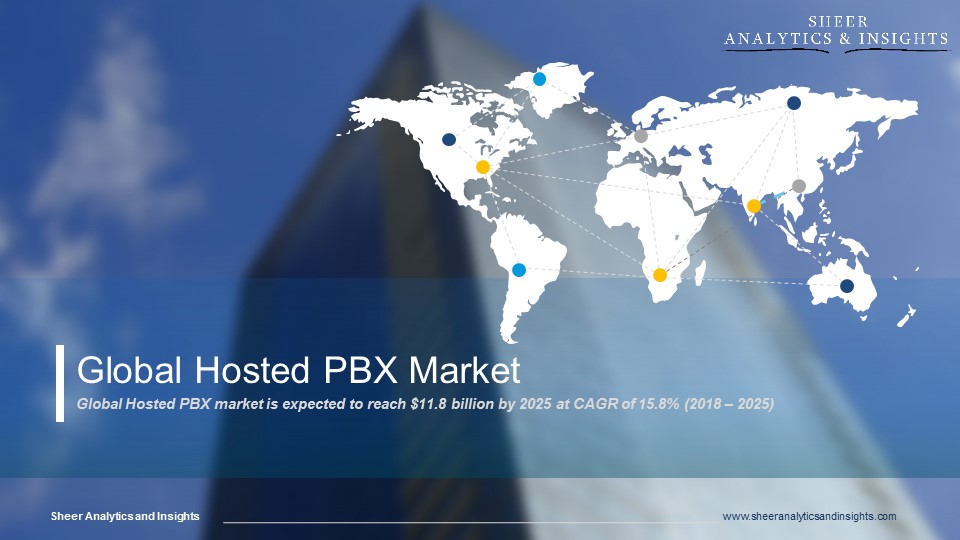 SHEER
ANALYTICS & INSIGHTS
Global Hosted PBX Market
Global Hosted PBX market is expected to reach $11.8 billion by 2025 at CAGR of 15.8% (2018 – 2025)
Sheer Analytics and Insights
www.sheeranalyticsandinsights.com